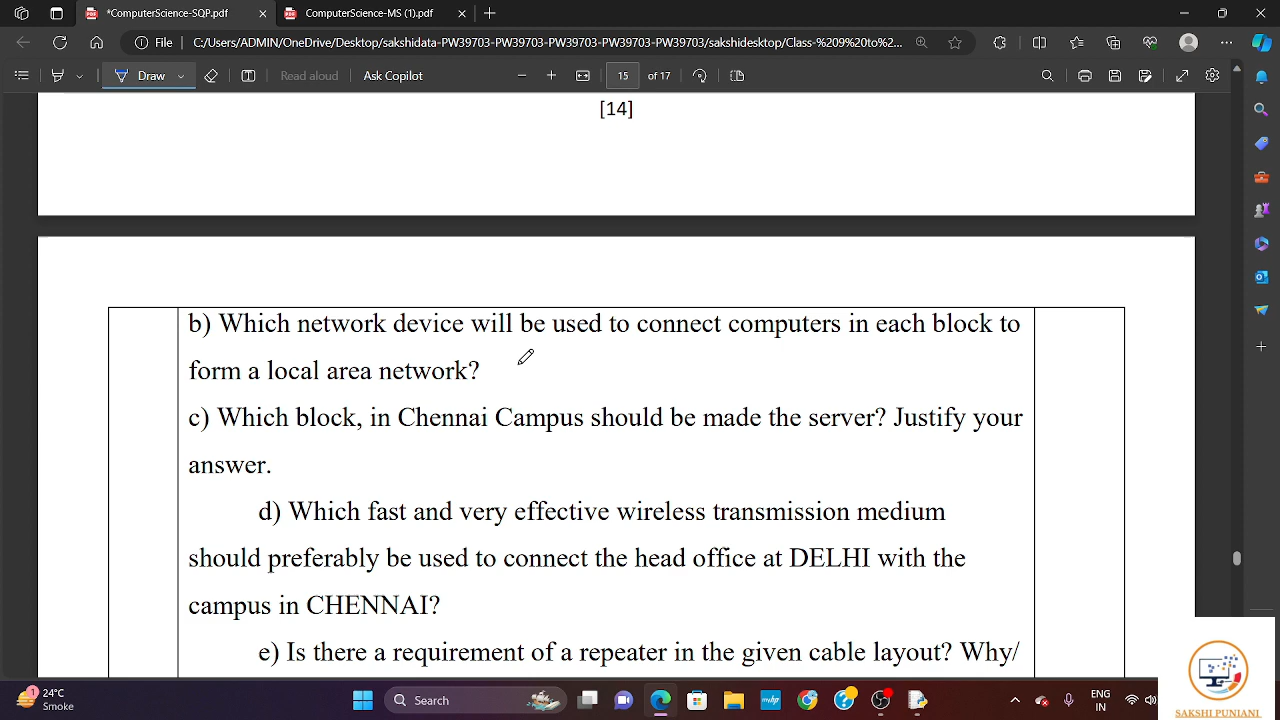 *ComputerScience-SQP.pdf
ComputerScience-MS (1).pdf
File
C:/Users/ADMIN/OneDrive/Desktop/sakshidata-PW39703-PW39703-PW39703-PW39703/sakshidesktop/Class-%209%20to%2...
Draw
Read aloud
Ask Copilot
15 of 17
[14]
b) Which network device will be used to connect computers in each block to
form a local area network?
c) Which block, in Chennai Campus should be made the server? Justify your
answer.
d) Which fast and very effective wireless transmission medium
should preferably be used to connect the head office at DELHI with the
campus in CHENNAI?
e) Is there a requirement of a repeater in the given cable layout? Why/
SAKSHI PUNIANI
1
24°C
Smoke
Search
myhp
ENG
IN